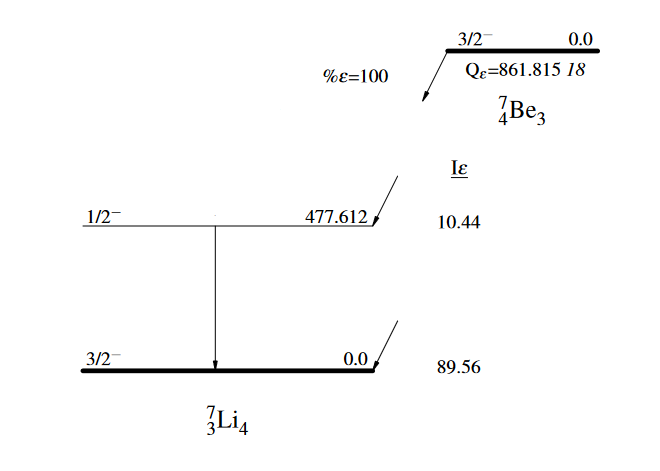 3/2⁻ 0.0
%ε=100 Qε=861.815 18
⁷₄Be₃
Iε
1/2⁻ 477.612 10.44
3/2⁻ 0.0 89.56
⁷₃Li₄